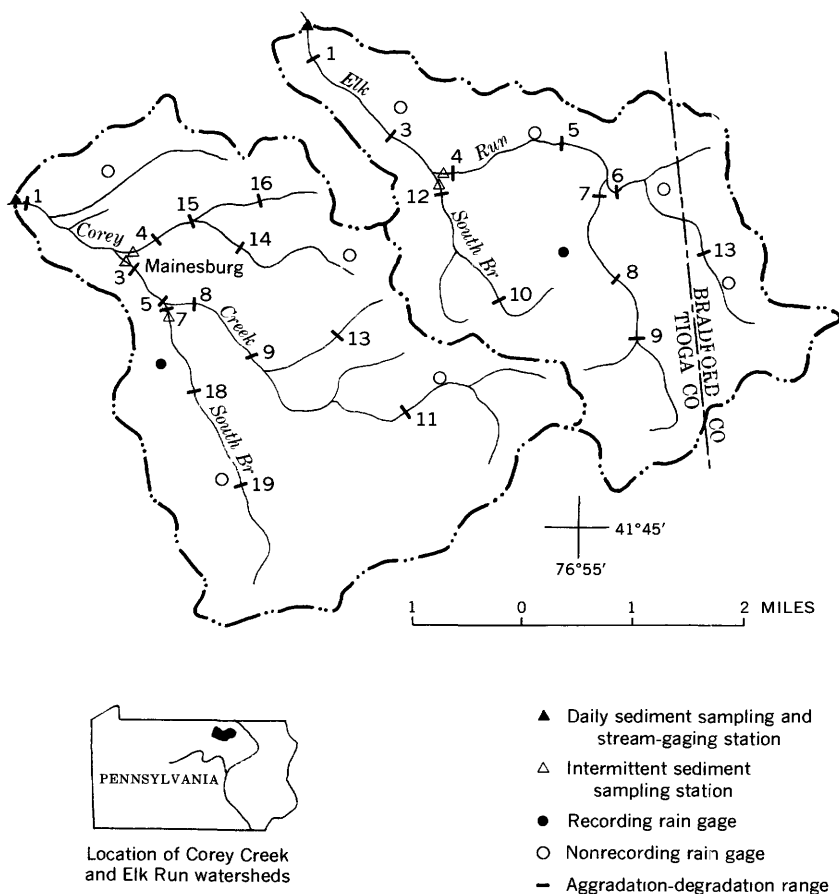 1
Elk
3
4
Run
5
6
7
12
South Br
10
8
9
13
BRADFORD CO
TIOGA CO
1
Corey
4
15
16
14
3
Mainesburg
5
7
8
Creek
9
13
11
18
South Br
19
41°45′
76°55′
1 0 1 2 MILES
PENNSYLVANIA
Location of Corey Creek
and Elk Run watersheds
Daily sediment sampling and
stream-gaging station
Intermittent sediment
sampling station
Recording rain gage
Nonrecording rain gage
Aggradation-degradation range